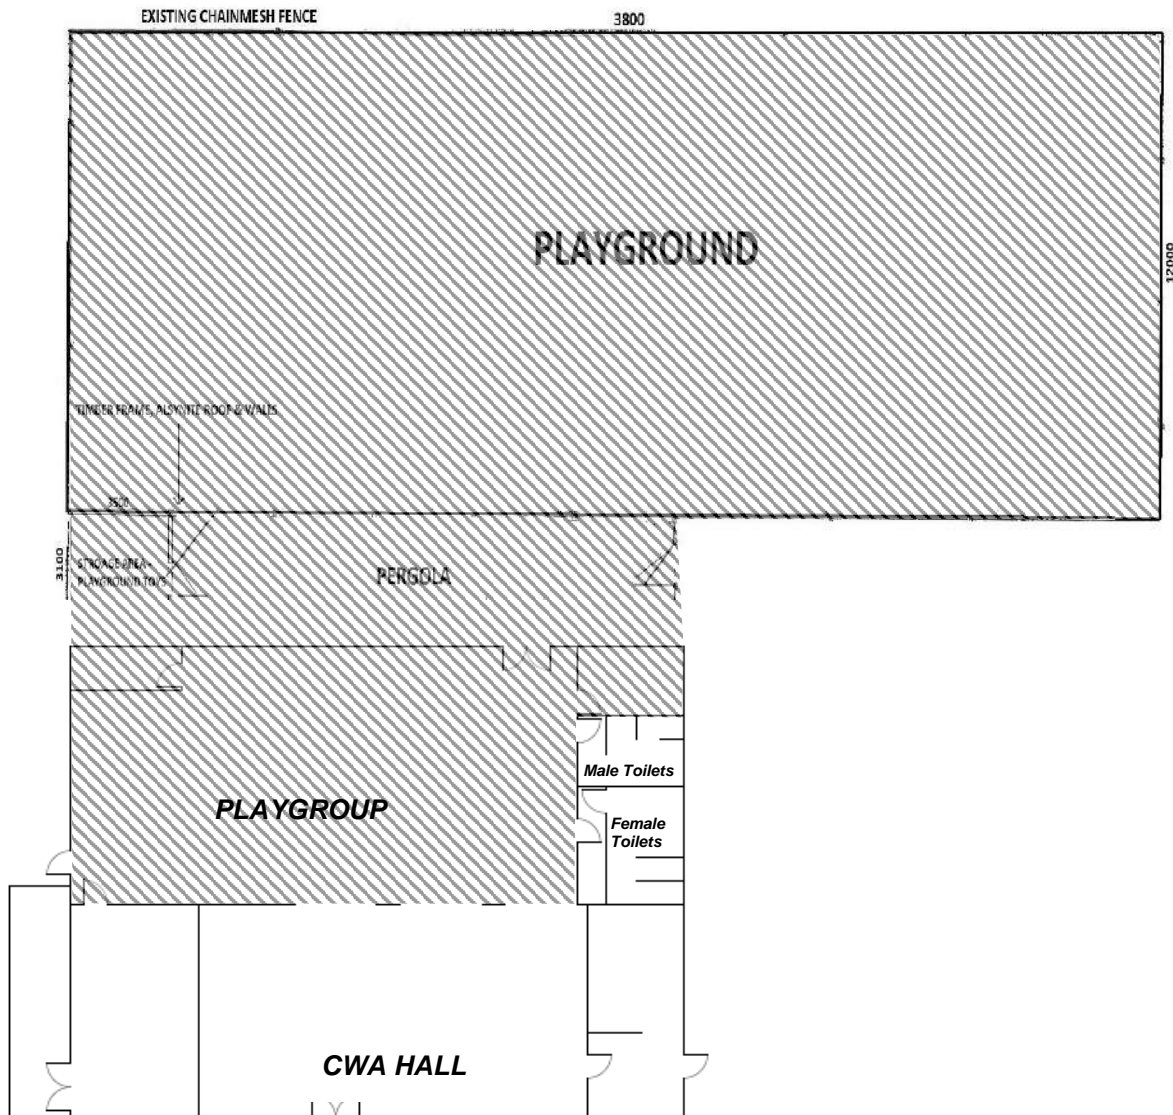 EXISTING CHAINMESH FENCE
3800
PLAYGROUND
12000
TIMBER FRAME, ALSYNITE ROOF & WALLS
3500
3100
STROAGE AREA -
PLAYGROUND TOYS
PERGOLA
Male Toilets
PLAYGROUP
Female
Toilets
CWA HALL